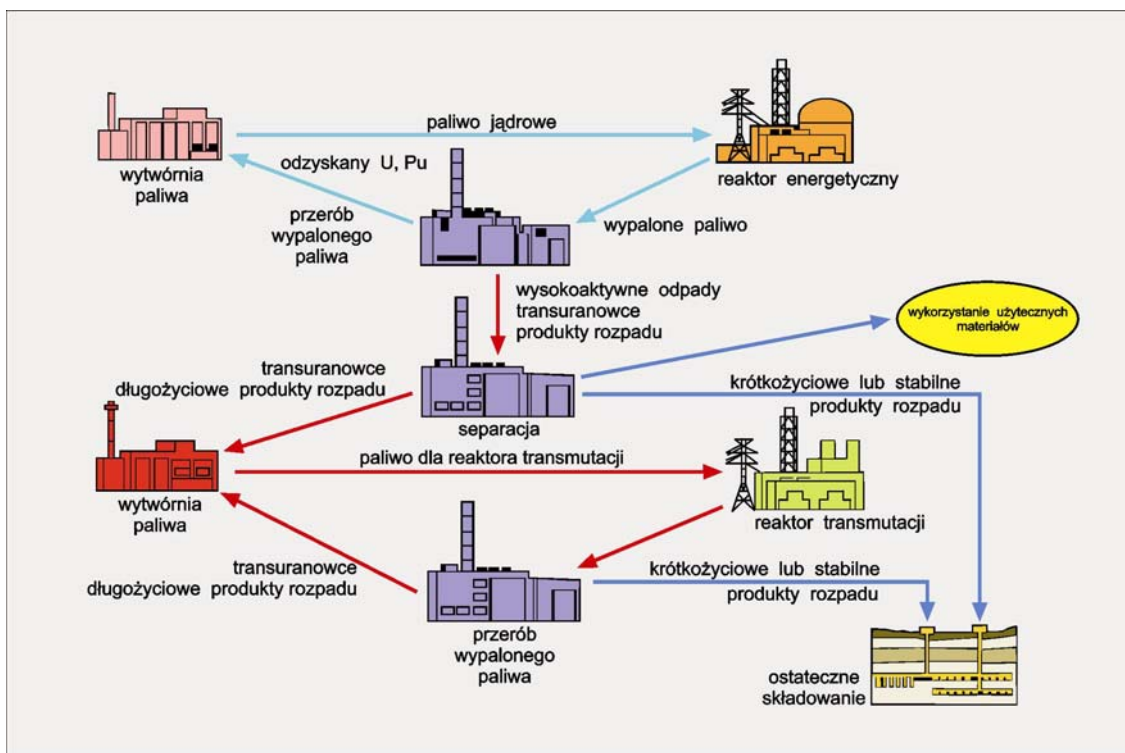 paliwo jądrowe
wytwórnia
paliwa
odzyskany U, Pu
reaktor energetyczny
przerób
wypalonego
paliwa
wypalone paliwo
wysokoaktywne odpady
transuranowce
produkty rozpadu
wykorzystanie użytecznych
materiałów
transuranowce
długożyciowe produkty rozpadu
krótkożyciowe lub stabilne
produkty rozpadu
separacja
paliwo dla reaktora transmutacji
wytwórnia
paliwa
reaktor transmutacji
transuranowce
długożyciowe produkty rozpadu
krótkożyciowe lub stabilne
produkty rozpadu
przerób
wypalonego
paliwa
ostateczne
składowanie